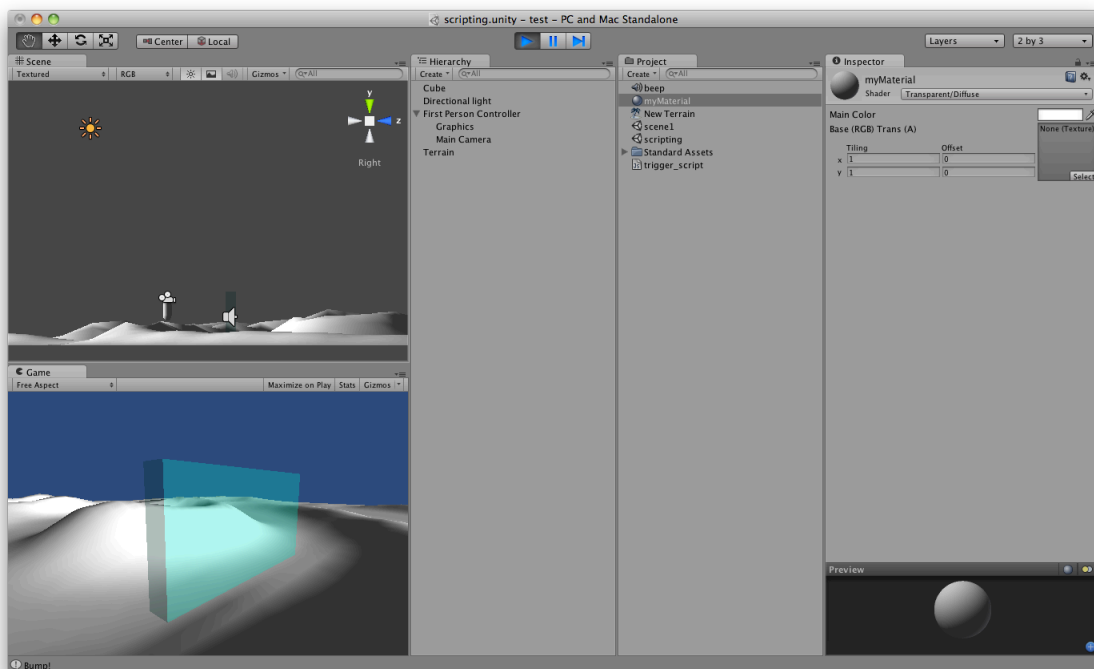 scripting.unity – test – PC and Mac Standalone
Center Local Layers 2 by 3
Scene
Textured RGB Gizmos All
y
z
Right
Game
Free Aspect Maximize on Play Stats Gizmos
Hierarchy
Create All
Cube
Directional light
First Person Controller
Graphics
Main Camera
Terrain
Project
Create All
beep
myMaterial
New Terrain
scene1
scripting
Standard Assets
trigger_script
Inspector
myMaterial
Shader Transparent/Diffuse
Main Color
Base (RGB) Trans (A) None (Texture)
Tiling Offset
x 1 0
y 1 0
Select
Preview
Bump!